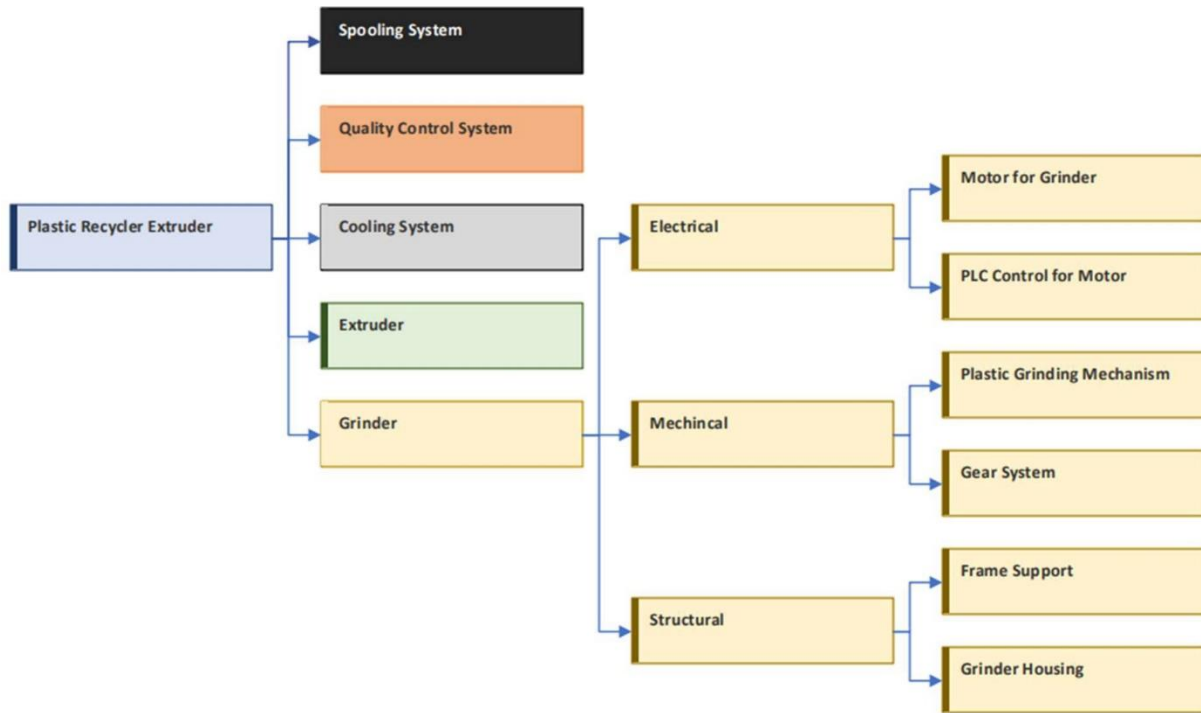 Spooling System
Quality Control System
Plastic Recycler Extruder
Cooling System
Extruder
Grinder
Electrical
Mechincal
Structural
Motor for Grinder
PLC Control for Motor
Plastic Grinding Mechanism
Gear System
Frame Support
Grinder Housing